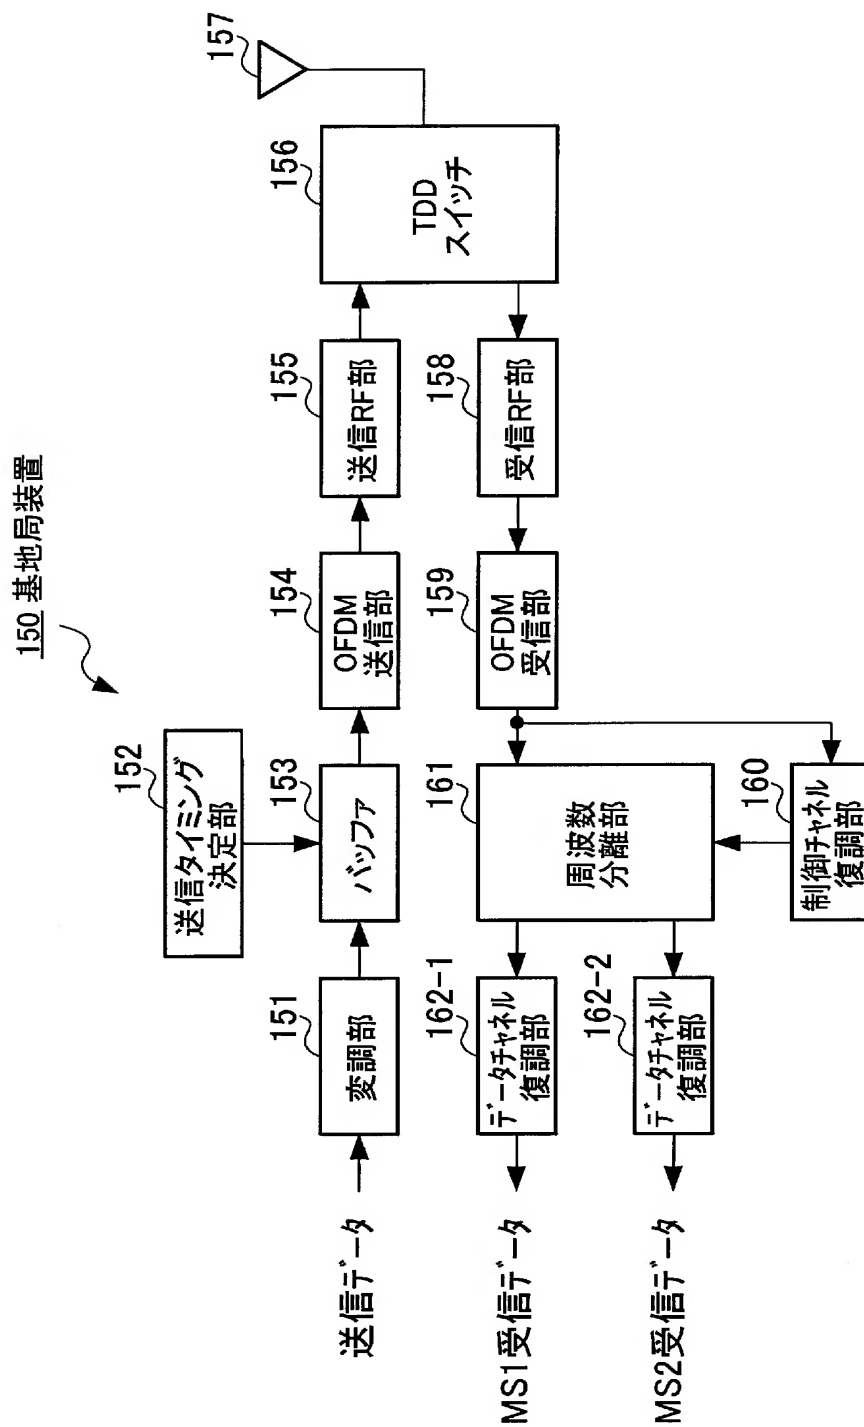 150 基地局装置
152
送信タイミング
決定部
151
変調部
153
バッファ
154
OFDM
送信部
155
送信RF部
156
TDD
スイッチ
157
送信データ
162-1
データチャネル
復調部
161
周波数
分離部
159
OFDM
受信部
158
受信RF部
MS1受信データ
162-2
データチャネル
復調部
MS2受信データ
160
制御チャネル
復調部